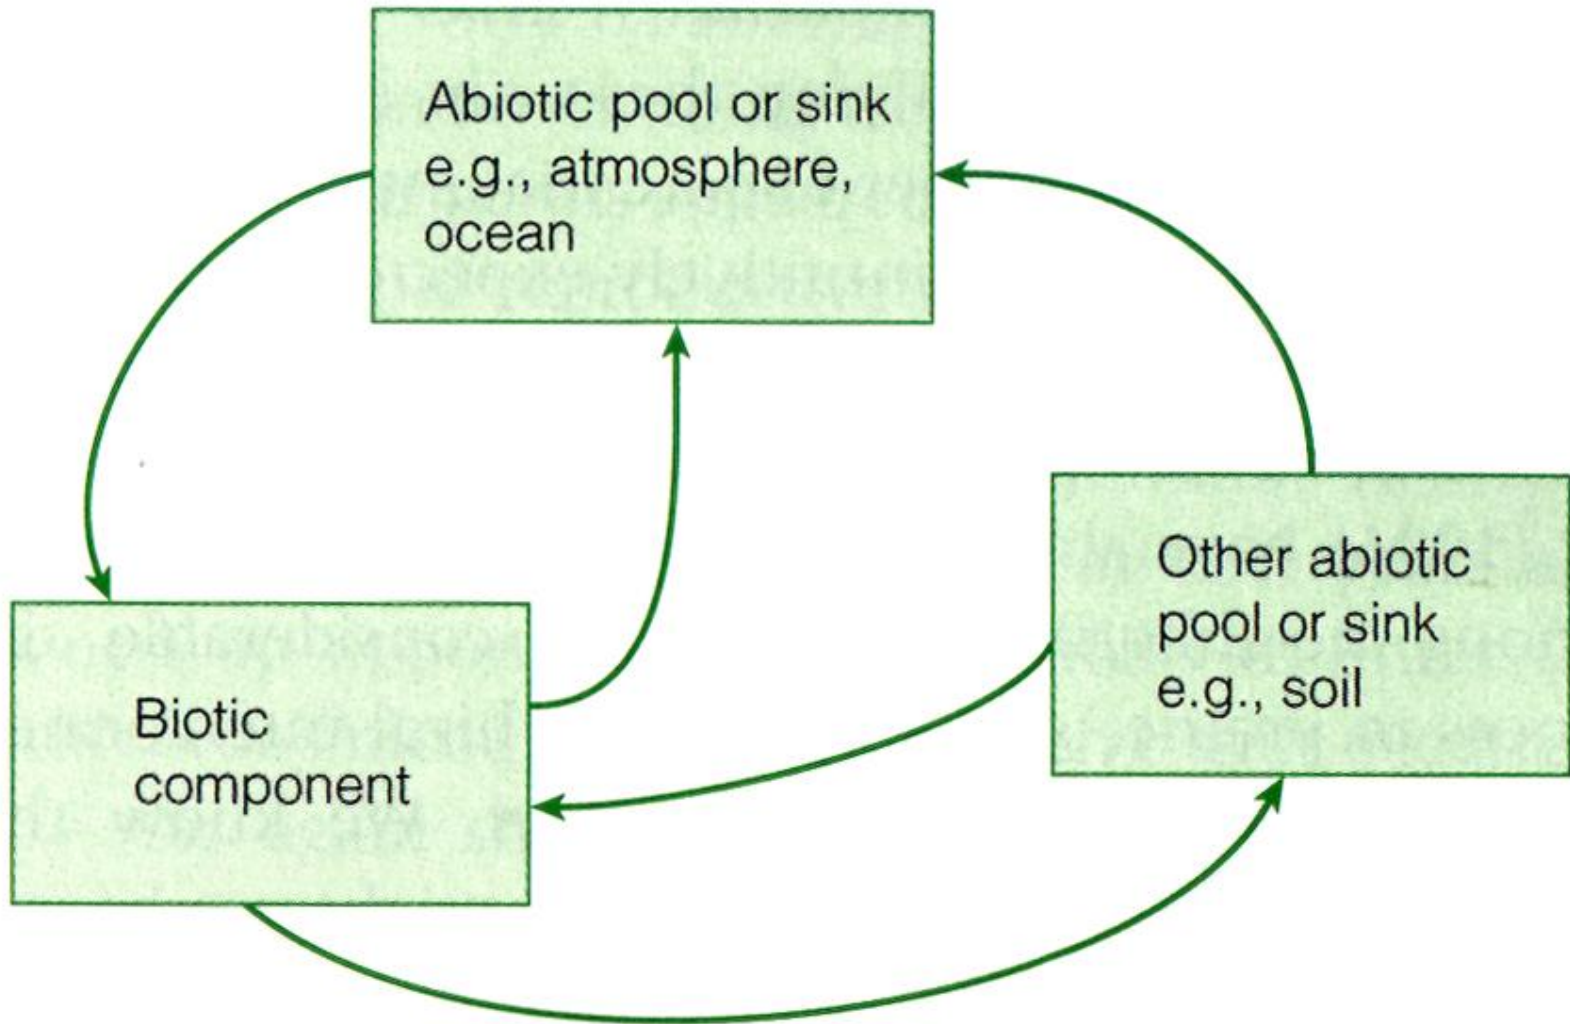 Abiotic pool or sink
e.g., atmosphere,
ocean
Other abiotic
pool or sink
e.g., soil
Biotic
component